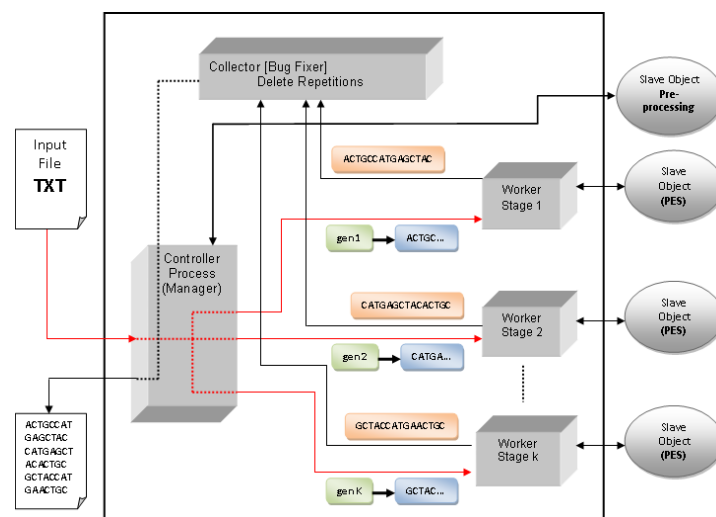 Collector [Bug Fixer]
Delete Repetitions
Slave Object
Pre-
processing
Input
File
TXT
ACTGCCATGAGCTAC
Worker
Stage 1
Slave
Object
(PES)
gen1
ACTGC...
Controller
Process
(Manager)
CATGAGCTACACTGC
Worker
Stage 2
Slave
Object
(PES)
gen2
CATGA...
ACTGCCAT
GAGCTAC
CATGAGCT
ACACTGC
GCTACCAT
GAACTGC
GCTACCATGAACTGC
Worker
Stage k
Slave
Object
(PES)
genK
GCTAC...